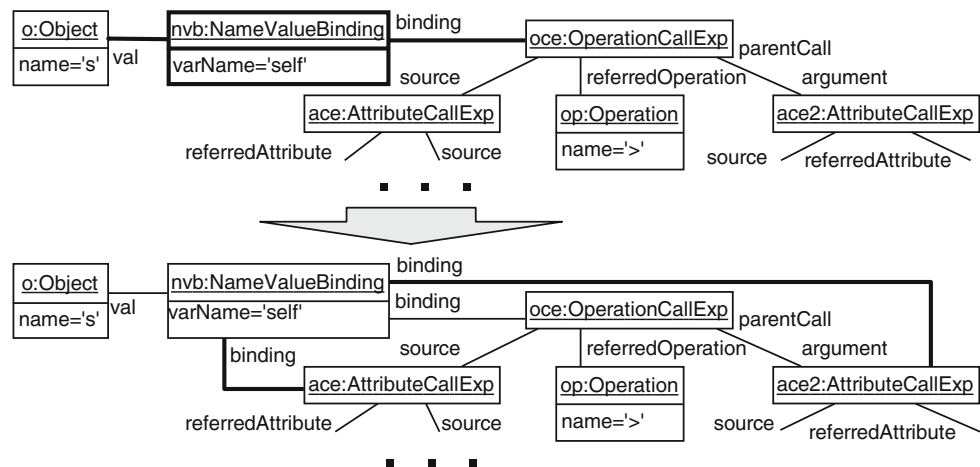 o:Object
name='s'
val
nvb:NameValueBinding
varName='self'
binding
oce:OperationCallExp
parentCall
source
referredOperation
argument
ace:AttributeCallExp
op:Operation
name='>'
ace2:AttributeCallExp
referredAttribute
source
source
referredAttribute
binding
o:Object
name='s'
val
nvb:NameValueBinding
varName='self'
binding
oce:OperationCallExp
parentCall
binding
source
referredOperation
argument
ace:AttributeCallExp
op:Operation
name='>'
ace2:AttributeCallExp
referredAttribute
source
source
referredAttribute